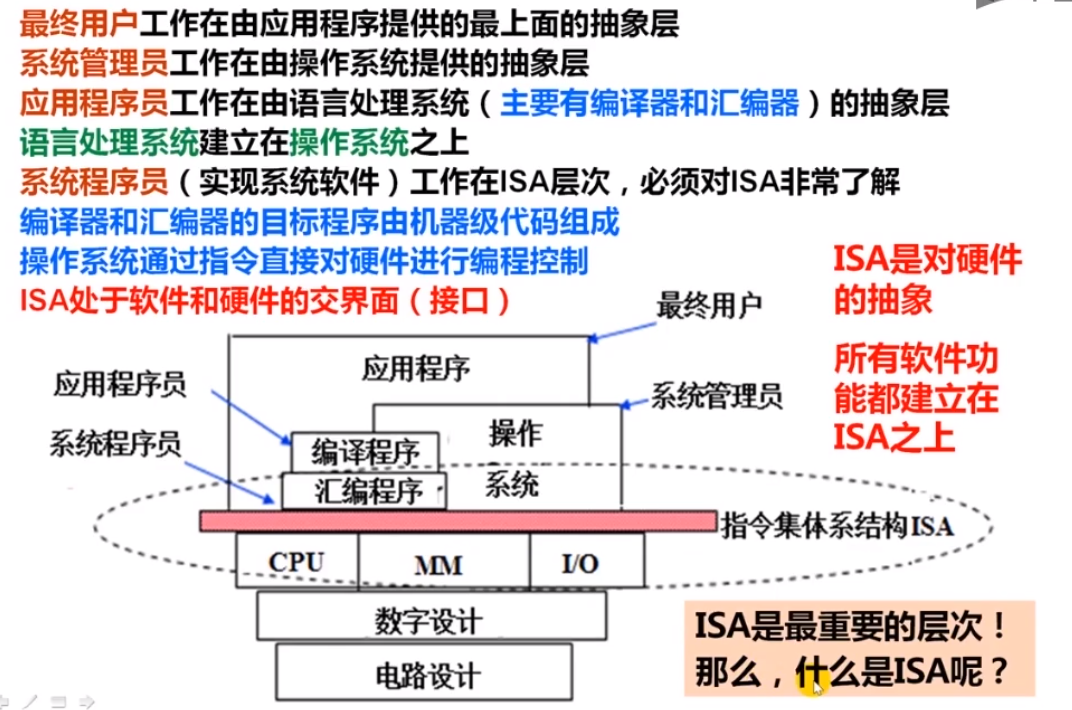 最终用户工作在由应用程序提供的最上面的抽象层
系统管理员工作在由操作系统提供的抽象层
应用程序员工作在由语言处理系统（主要有编译器和汇编器）的抽象层
语言处理系统建立在操作系统之上
系统程序员（实现系统软件）工作在ISA层次，必须对ISA非常了解
编译器和汇编器的目标程序由机器级代码组成
操作系统通过指令直接对硬件进行编程控制
ISA处于软件和硬件的交界面（接口）
ISA是对硬件
的抽象
所有软件功
能都建立在
ISA之上
最终用户
应用程序
应用程序员
系统管理员
操作
系统程序员
编译程序
系统
汇编程序
指令集体系结构ISA
CPU
MM
I/O
数字设计
电路设计
ISA是最重要的层次！
那么，什么是ISA呢？